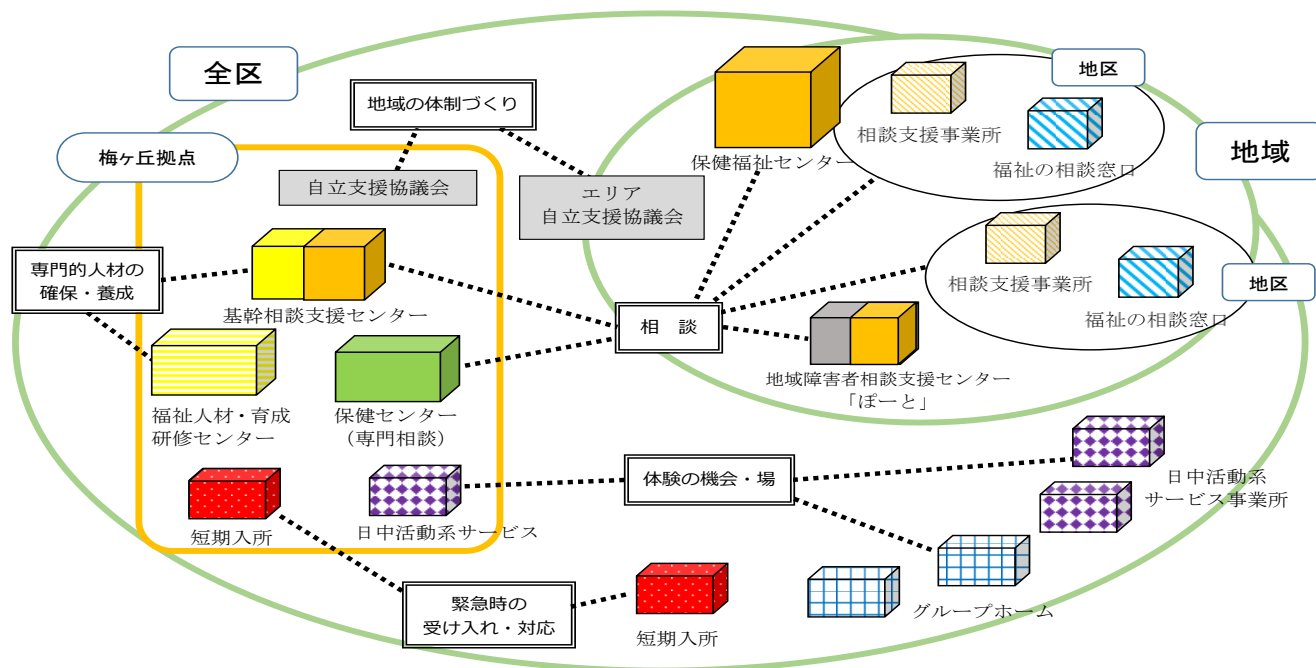 全区
地域の体制づくり
地区
相談支援事業所
福祉の相談窓口
保健福祉センター
地域
梅ヶ丘拠点
自立支援協議会
エリア
自立支援協議会
専門的人材の
確保・養成
基幹相談支援センター
相　談
相談支援事業所
福祉の相談窓口
地区
福祉人材・育成
研修センター
保健センター
（専門相談）
地域障害者相談支援センター
「ぽーと」
短期入所
日中活動系サービス
体験の機会・場
日中活動系
サービス事業所
緊急時の
受け入れ・対応
短期入所
グループホーム